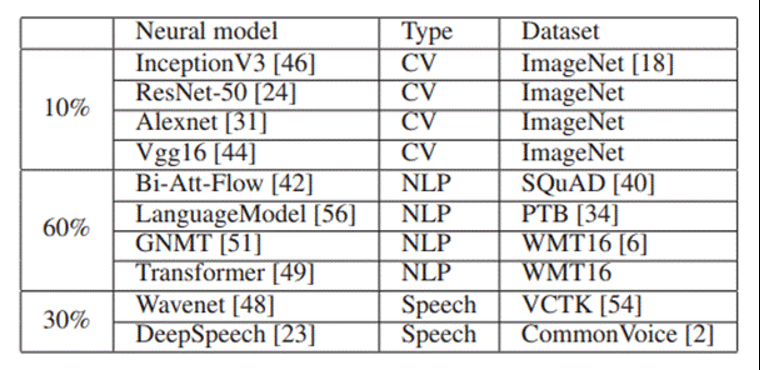 Neural model Type Dataset
10% InceptionV3 [46] CV ImageNet [18]
ResNet-50 [24] CV ImageNet
Alexnet [31] CV ImageNet
Vgg16 [44] CV ImageNet
60% Bi-Att-Flow [42] NLP SQuAD [40]
LanguageModel [56] NLP PTB [34]
GNMT [51] NLP WMT16 [6]
Transformer [49] NLP WMT16
30% Wavenet [48] Speech VCTK [54]
DeepSpeech [23] Speech CommonVoice [2]